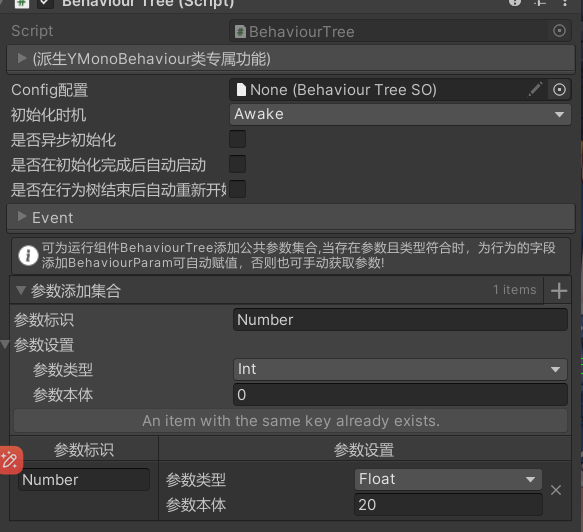 Behaviour Tree (Script)
Script BehaviourTree
(派生YMonoBehaviour类专属功能)
Config配置 None (Behaviour Tree SO)
初始化时机 Awake
是否异步初始化
是否在初始化完成后自动启动
是否在行为树结束后自动重新开始
Event
可为运行组件BehaviourTree添加公共参数集合,当存在参数且类型符合时，为行为的字段
添加BehaviourParam可自动赋值，否则也可手动获取参数!
参数添加集合 1 items
参数标识 Number
参数设置
参数类型 Int
参数本体 0
An item with the same key already exists.
参数标识 参数设置
Number 参数类型 Float
参数本体 20